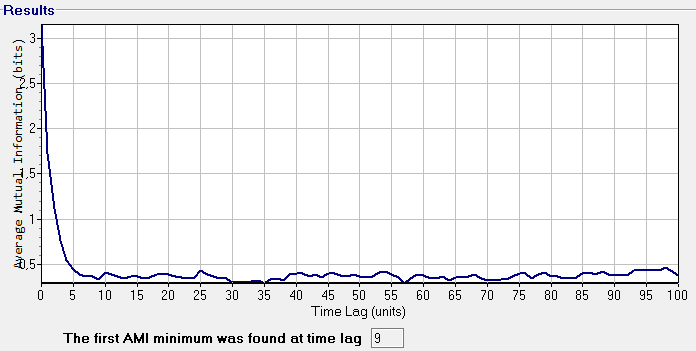 Results
Average Mutual Information (bits)
3
2,5
2
1,5
1
0,5
0 5 10 15 20 25 30 35 40 45 50 55 60 65 70 75 80 85 90 95 100
Time Lag (units)
The first AMI minimum was found at time lag 9